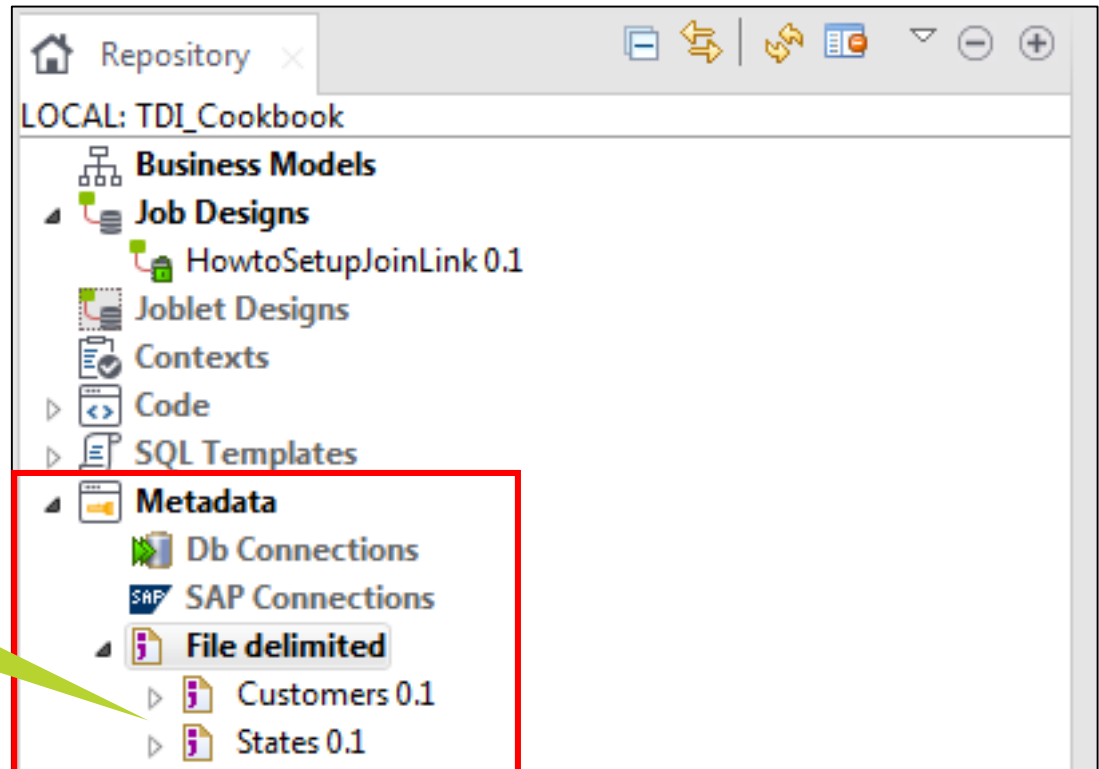 Repository
LOCAL: TDI_Cookbook
Business Models
Job Designs
HowtoSetupJoinLink 0.1
Joblet Designs
Contexts
Code
SQL Templates
Metadata
Db Connections
SAP SAP Connections
File delimited
Customers 0.1
States 0.1